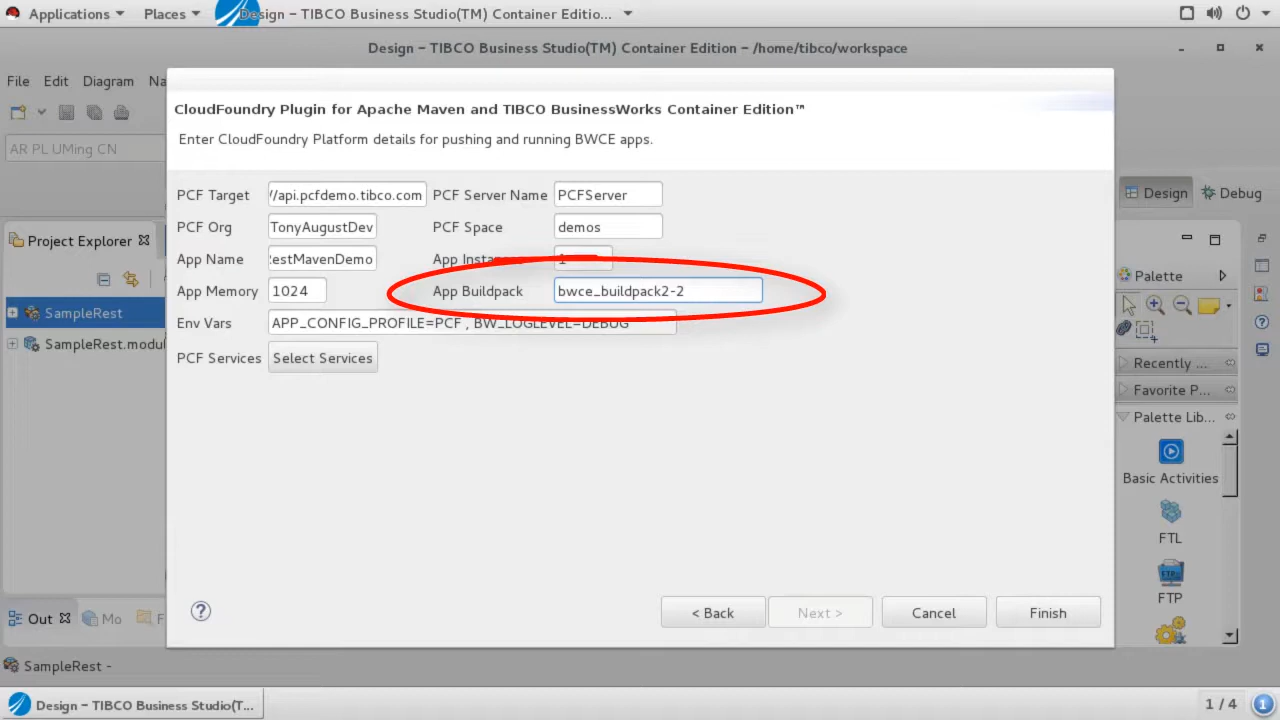 Applications Places Design – TIBCO Business Studio(TM) Container Editio...
Design – TIBCO Business Studio(TM) Container Edition – /home/tibco/workspace
File Edit Diagram Na
AR PL UMing CN
CloudFoundry Plugin for Apache Maven and TIBCO BusinessWorks Container Edition™
Enter CloudFoundry Platform details for pushing and running BWCE apps.
PCF Target //api.pcfdemo.tibco.com PCF Server Name PCFServer
PCF Org TonyAugustDev PCF Space demos
App Name estMavenDemo App Instances 1
App Memory 1024 App Buildpack bwce_buildpack2-2
Env Vars APP_CONFIG_PROFILE=PCF , BW_LOGLEVEL=DEBUG
PCF Services Select Services
< Back Next > Cancel Finish
Design Debug
Project Explorer
SampleRest
SampleRest.modul
Out Mo F
Palette
Recently ...
Favorite P...
Palette Lib...
Basic Activities
FTL
FTP
SampleRest -
Design – TIBCO Business Studio(T...
1 / 4 1